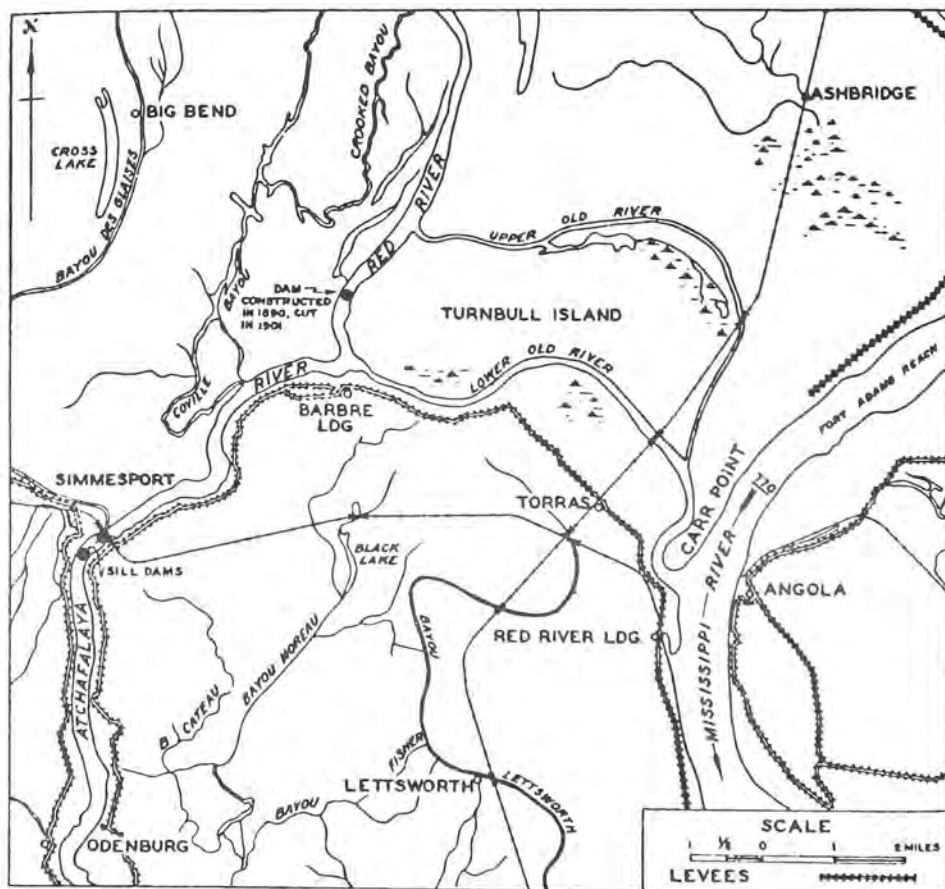 N
BIG BEND
CROSS
LAKE
BAYOU DES GLAISES
CROOKED BAYOU
RED RIVER
ASHBRIDGE
UPPER OLD RIVER
DAM
CONSTRUCTED
IN 1890, CUT
IN 1901.
BAYOU
COVILLE
TURNBULL ISLAND
LOWER OLD RIVER
RIVER
BARBRE
LDG
CARR POINT
FORT ADAMS REACH
770
SIMMESPORT
SILL DAMS
TORRAS
BLACK
LAKE
MISSISSIPPI RIVER
ANGOLA
RED RIVER LDG.
ATCHAFALAYA
BAYOU MOREAU
B. CATEAU
BAYOU
FISHER
LETTSWORTH
LETTSWORTH
BAYOU
ODENBURG
SCALE
1 ½ 0 1 2 MILES
LEVEES